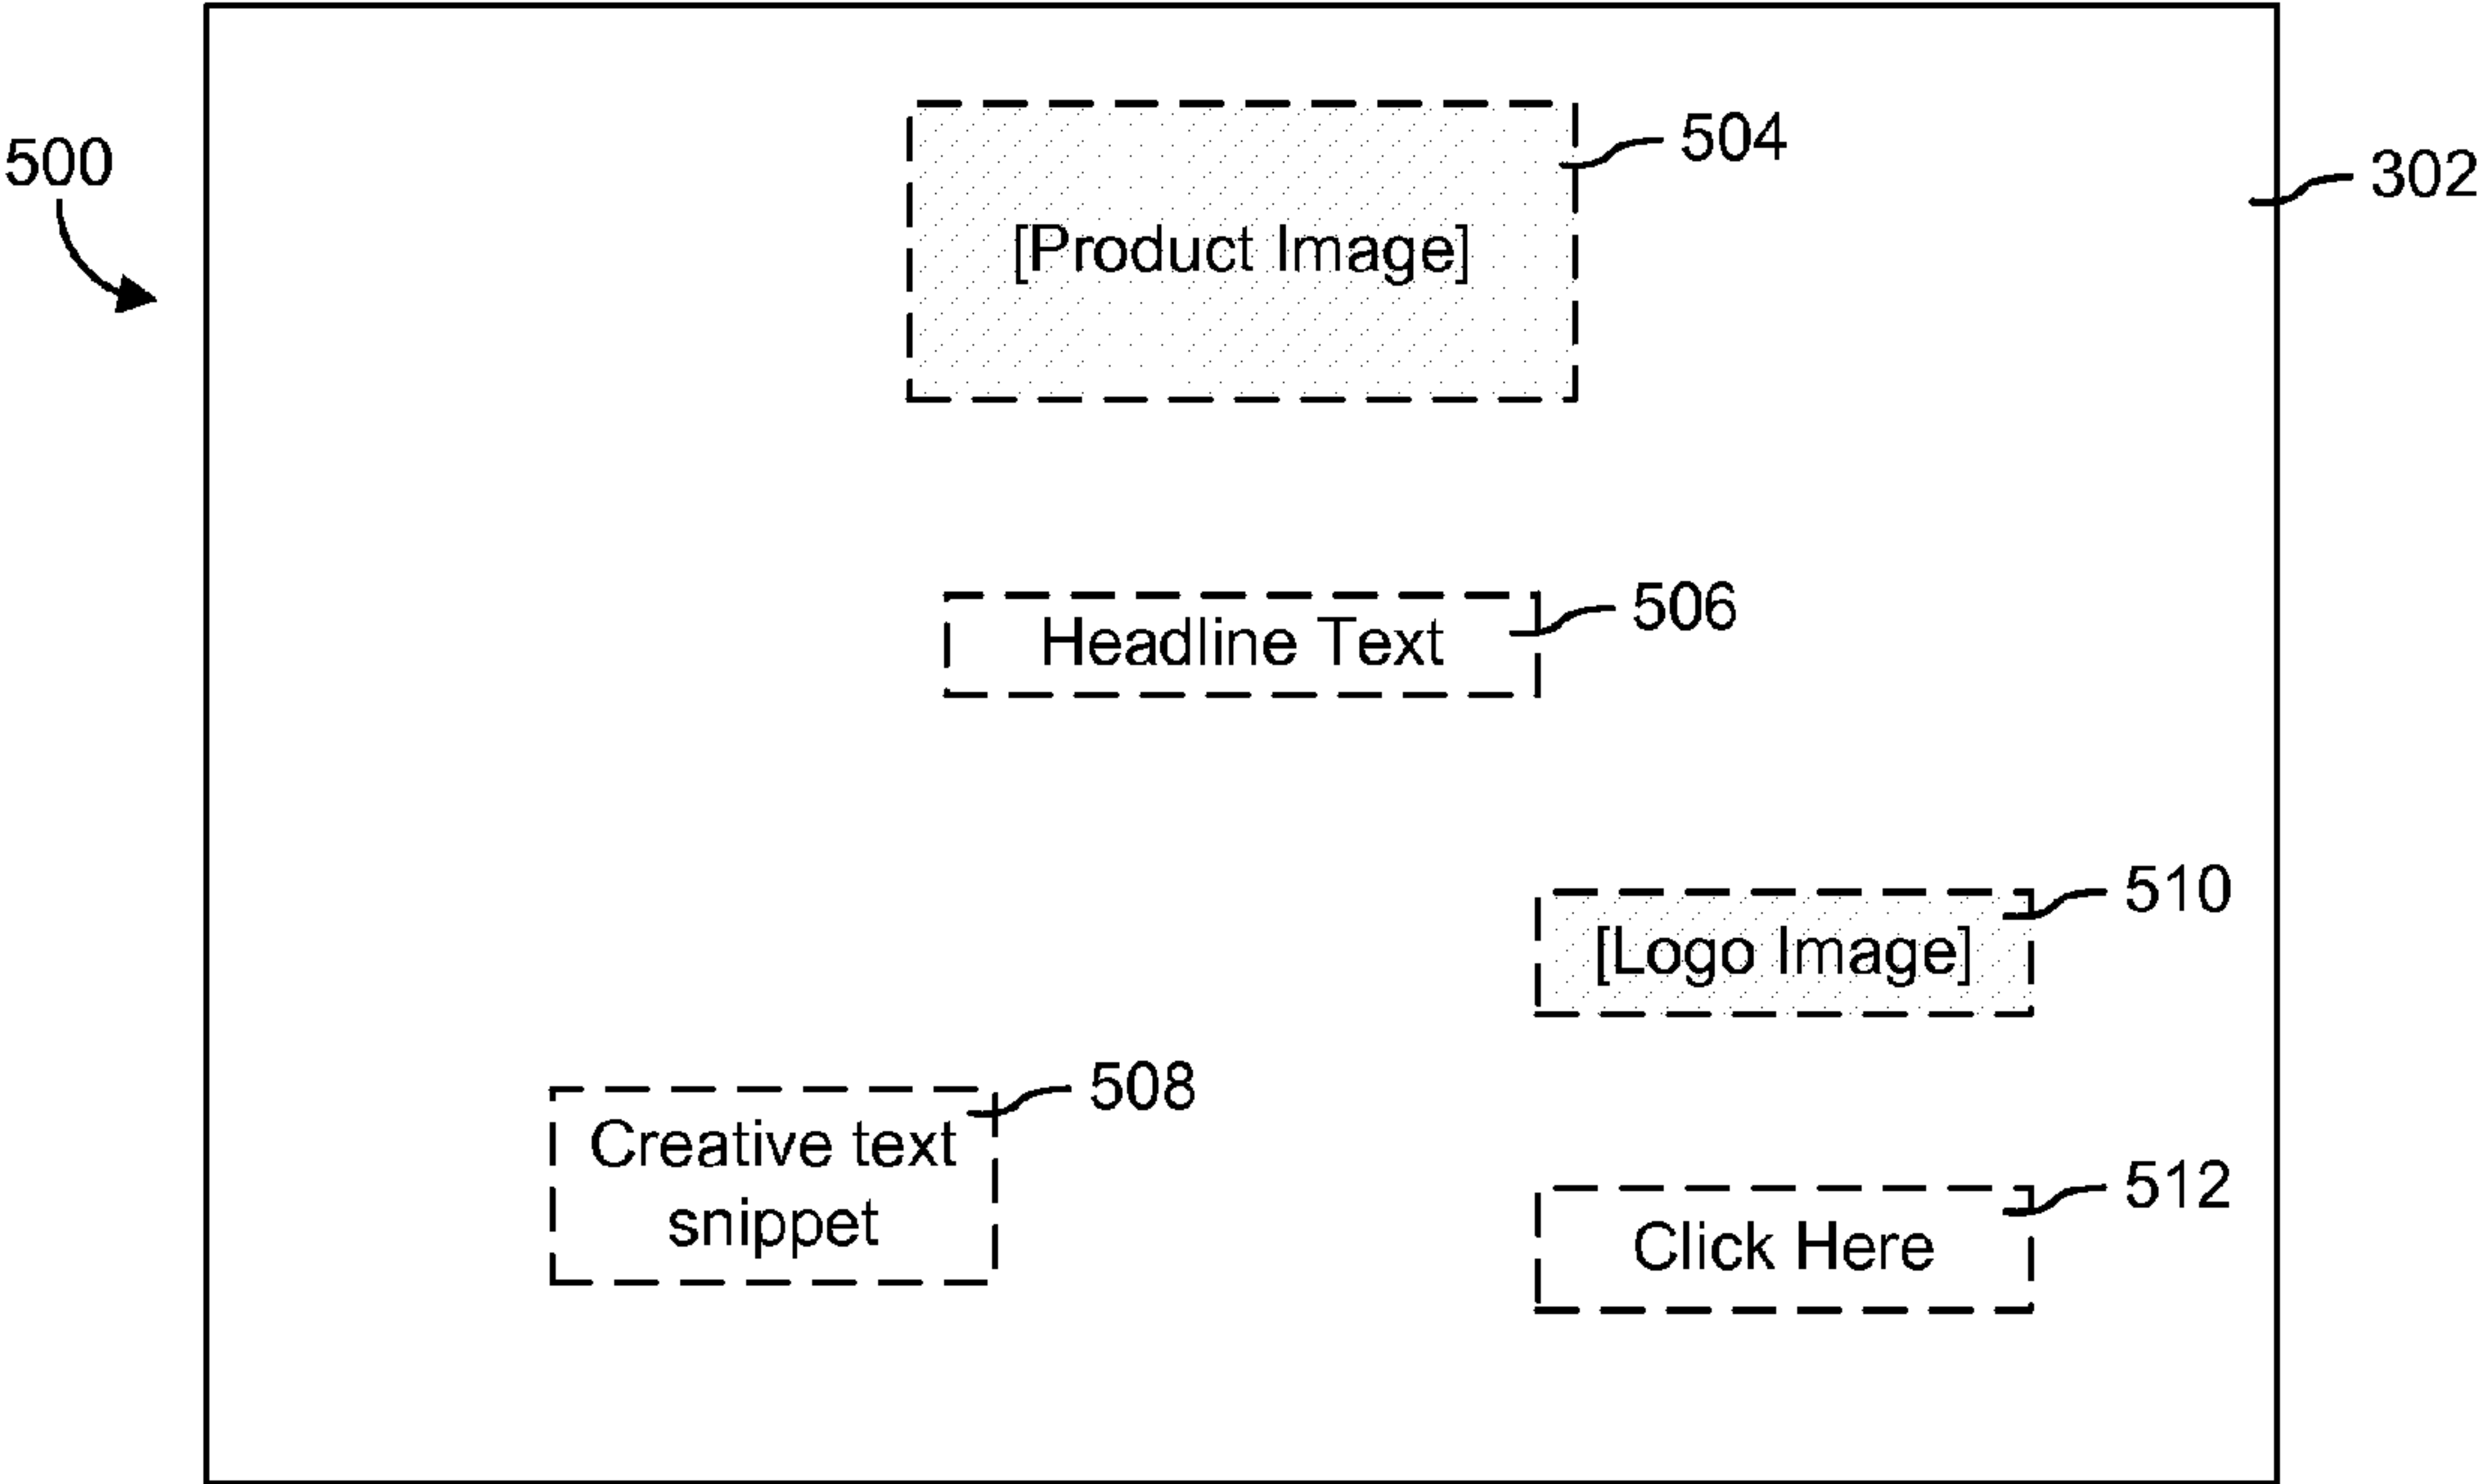 500
504
302
[Product Image]
506
Headline Text
510
[Logo Image]
508
Creative text
snippet
512
Click Here